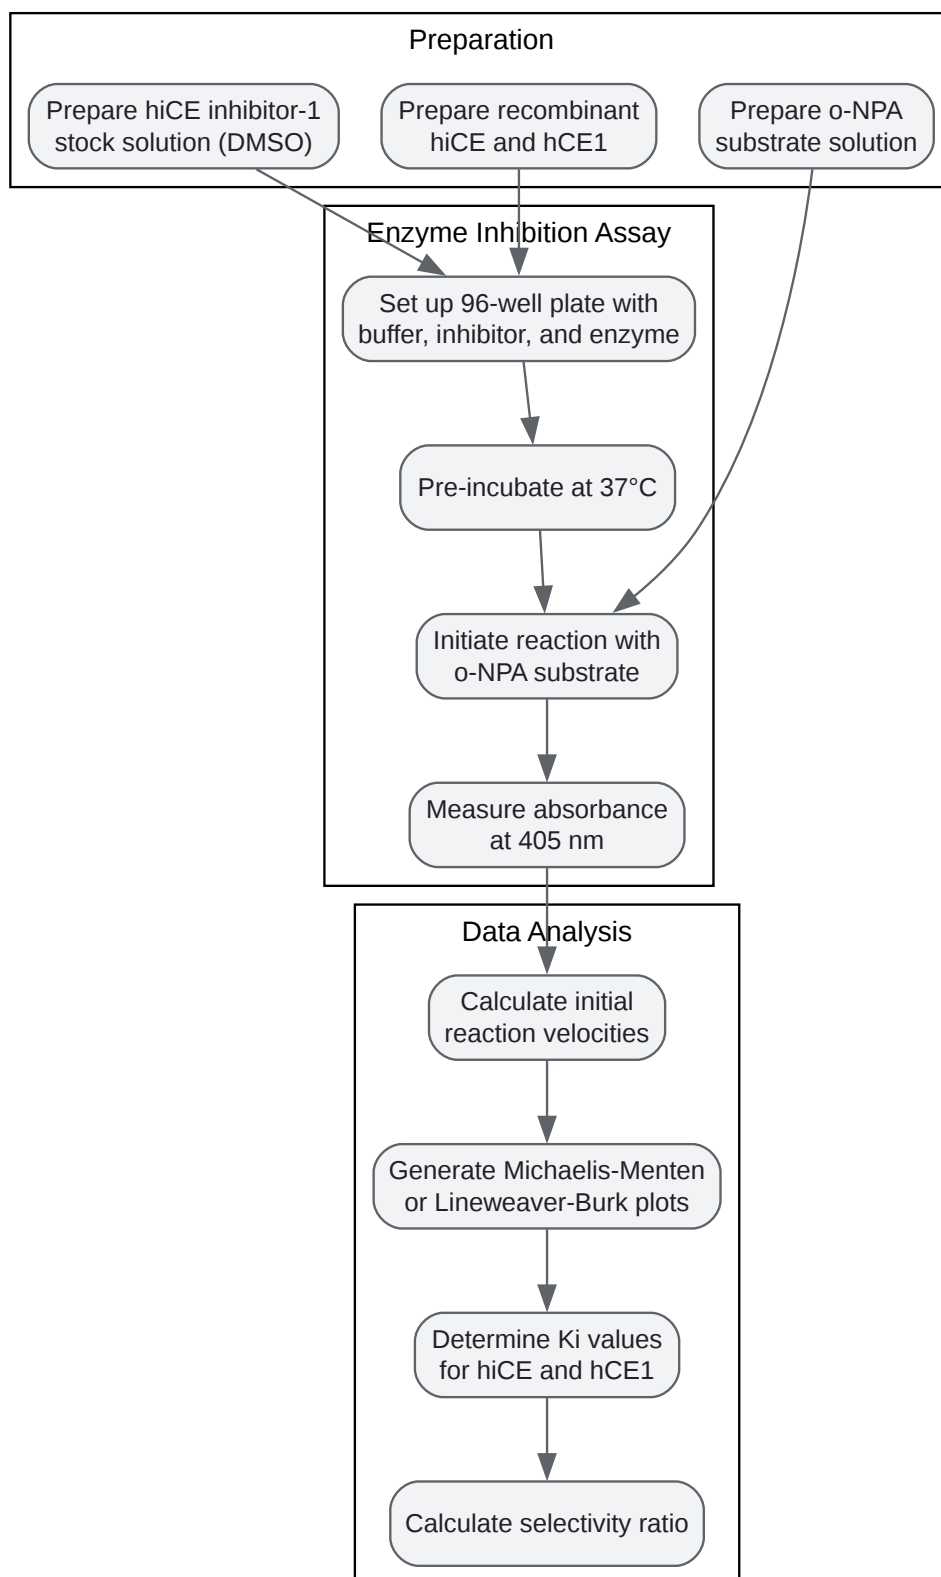 Preparation
Prepare hiCE inhibitor-1
stock solution (DMSO)
Prepare recombinant
hiCE and hCE1
Prepare o-NPA
substrate solution
Enzyme Inhibition Assay
Set up 96-well plate with
buffer, inhibitor, and enzyme
Pre-incubate at 37°C
Initiate reaction with
o-NPA substrate
Measure absorbance
at 405 nm
Data Analysis
Calculate initial
reaction velocities
Generate Michaelis-Menten
or Lineweaver-Burk plots
Determine Ki values
for hiCE and hCE1
Calculate selectivity ratio